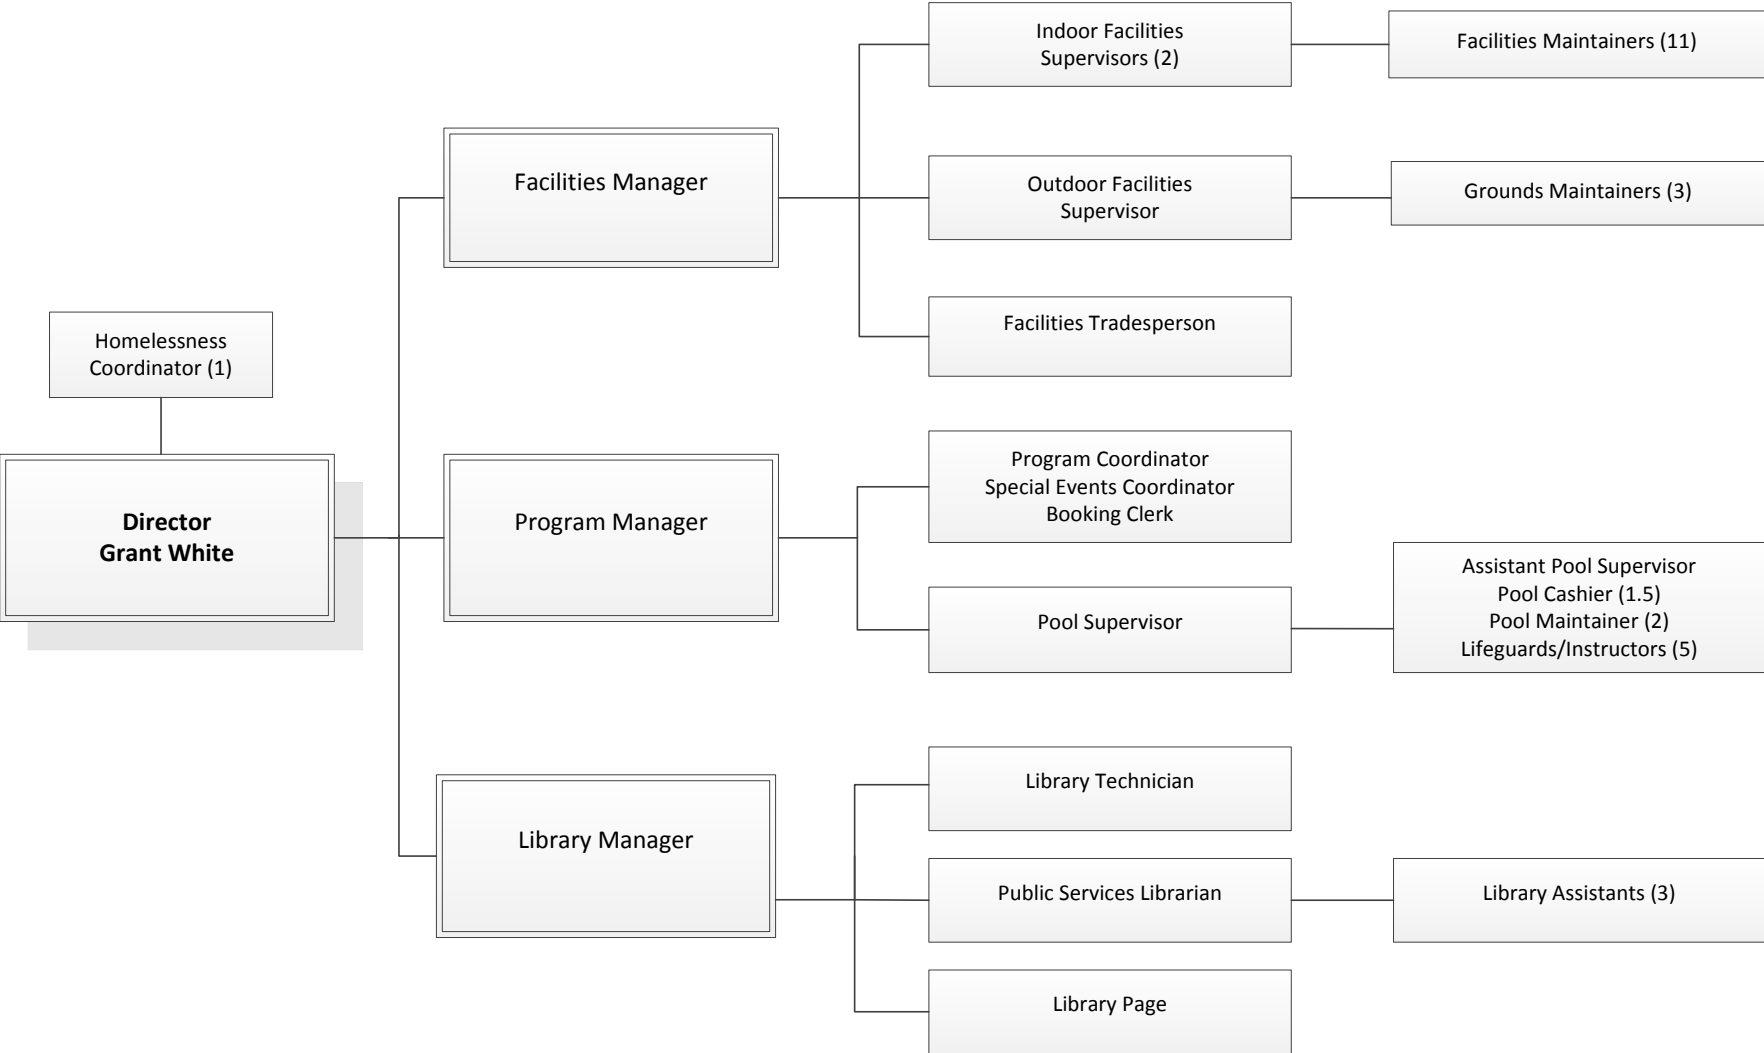 Indoor Facilities
Supervisors (2)
Facilities Maintainers (11)
Facilities Manager
Outdoor Facilities
Supervisor
Grounds Maintainers (3)
Facilities Tradesperson
Homelessness
Coordinator (1)
Director
Grant White
Program Manager
Program Coordinator
Special Events Coordinator
Booking Clerk
Pool Supervisor
Assistant Pool Supervisor
Pool Cashier (1.5)
Pool Maintainer (2)
Lifeguards/Instructors (5)
Library Manager
Library Technician
Public Services Librarian
Library Assistants (3)
Library Page